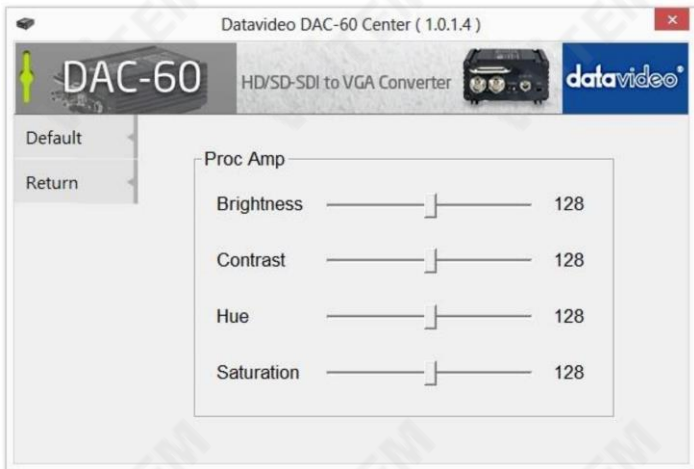 Datavideo DAC-60 Center ( 1.0.1.4 )
DAC-60 HD/SD-SDI to VGA Converter datavideo®
Default
Return
Proc Amp
Brightness 128
Contrast 128
Hue 128
Saturation 128